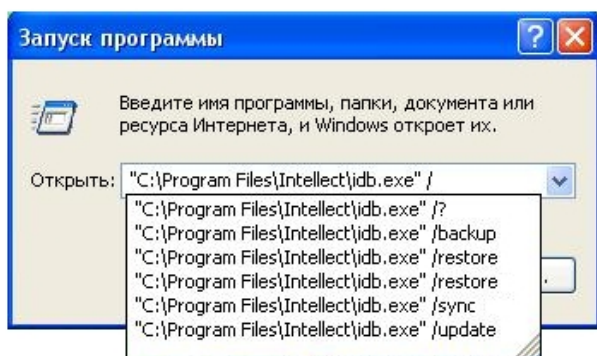 Запуск программы
Введите имя программы, папки, документа или
ресурса Интернета, и Windows откроет их.
Открыть: "C:\Program Files\Intellect\idb.exe" /
"C:\Program Files\Intellect\idb.exe" /?
"C:\Program Files\Intellect\idb.exe" /backup
"C:\Program Files\Intellect\idb.exe" /restore
"C:\Program Files\Intellect\idb.exe" /restore
"C:\Program Files\Intellect\idb.exe" /sync
"C:\Program Files\Intellect\idb.exe" /update